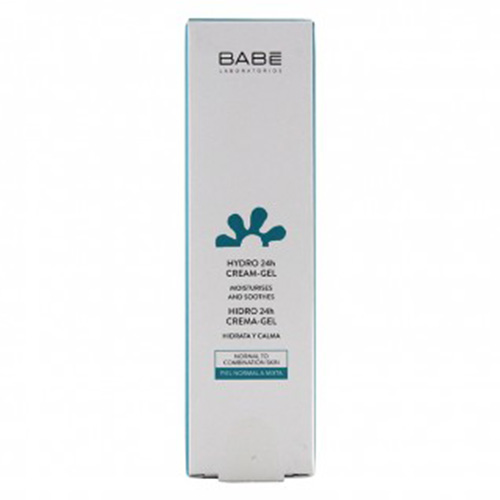 BABÉ
LABORATORIOS
HYDRO 24h
CREAM-GEL
MOISTURISES
AND SOOTHES
HIDRO 24h
CREMA-GEL
HIDRATA Y CALMA
NORMAL TO
COMBINATION SKIN
PIEL NORMAL A MIXTA